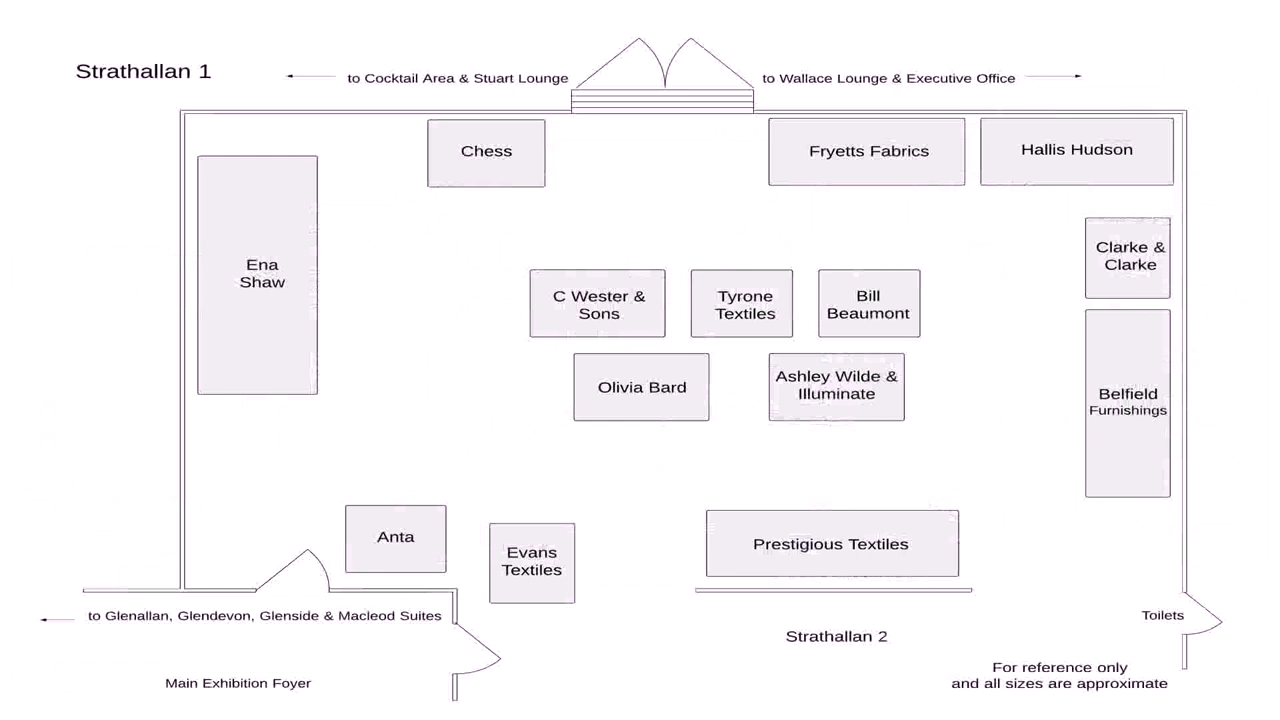 Strathallan 1
to Cocktail Area & Stuart Lounge
to Wallace Lounge & Executive Office
Chess
Fryetts Fabrics
Hallis Hudson
Ena
Shaw
Clarke &
Clarke
C Wester &
Sons
Tyrone
Textiles
Bill
Beaumont
Olivia Bard
Ashley Wilde &
Illuminate
Belfield
Furnishings
Anta
Evans
Textiles
Prestigious Textiles
to Glenallan, Glendevon, Glenside & Macleod Suites
Toilets
Strathallan 2
Main Exhibition Foyer
For reference only
and all sizes are approximate